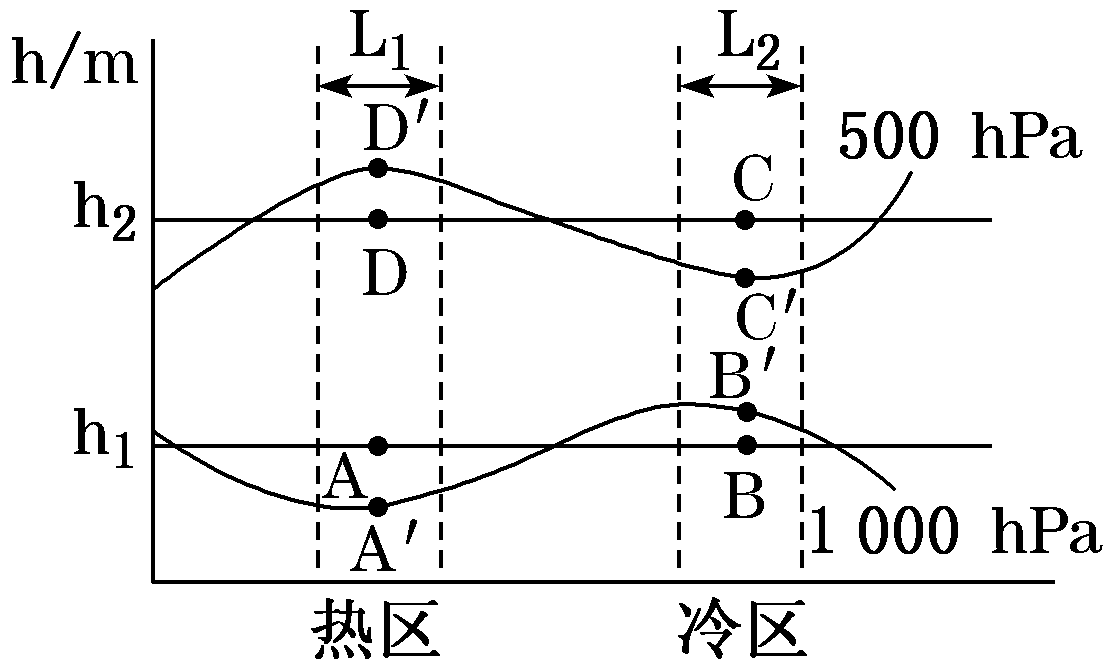 h/m
L₁
L₂
D′
500 hPa
C
h₂
D
C′
B′
h₁
A
B
A′
1 000 hPa
热区
冷区